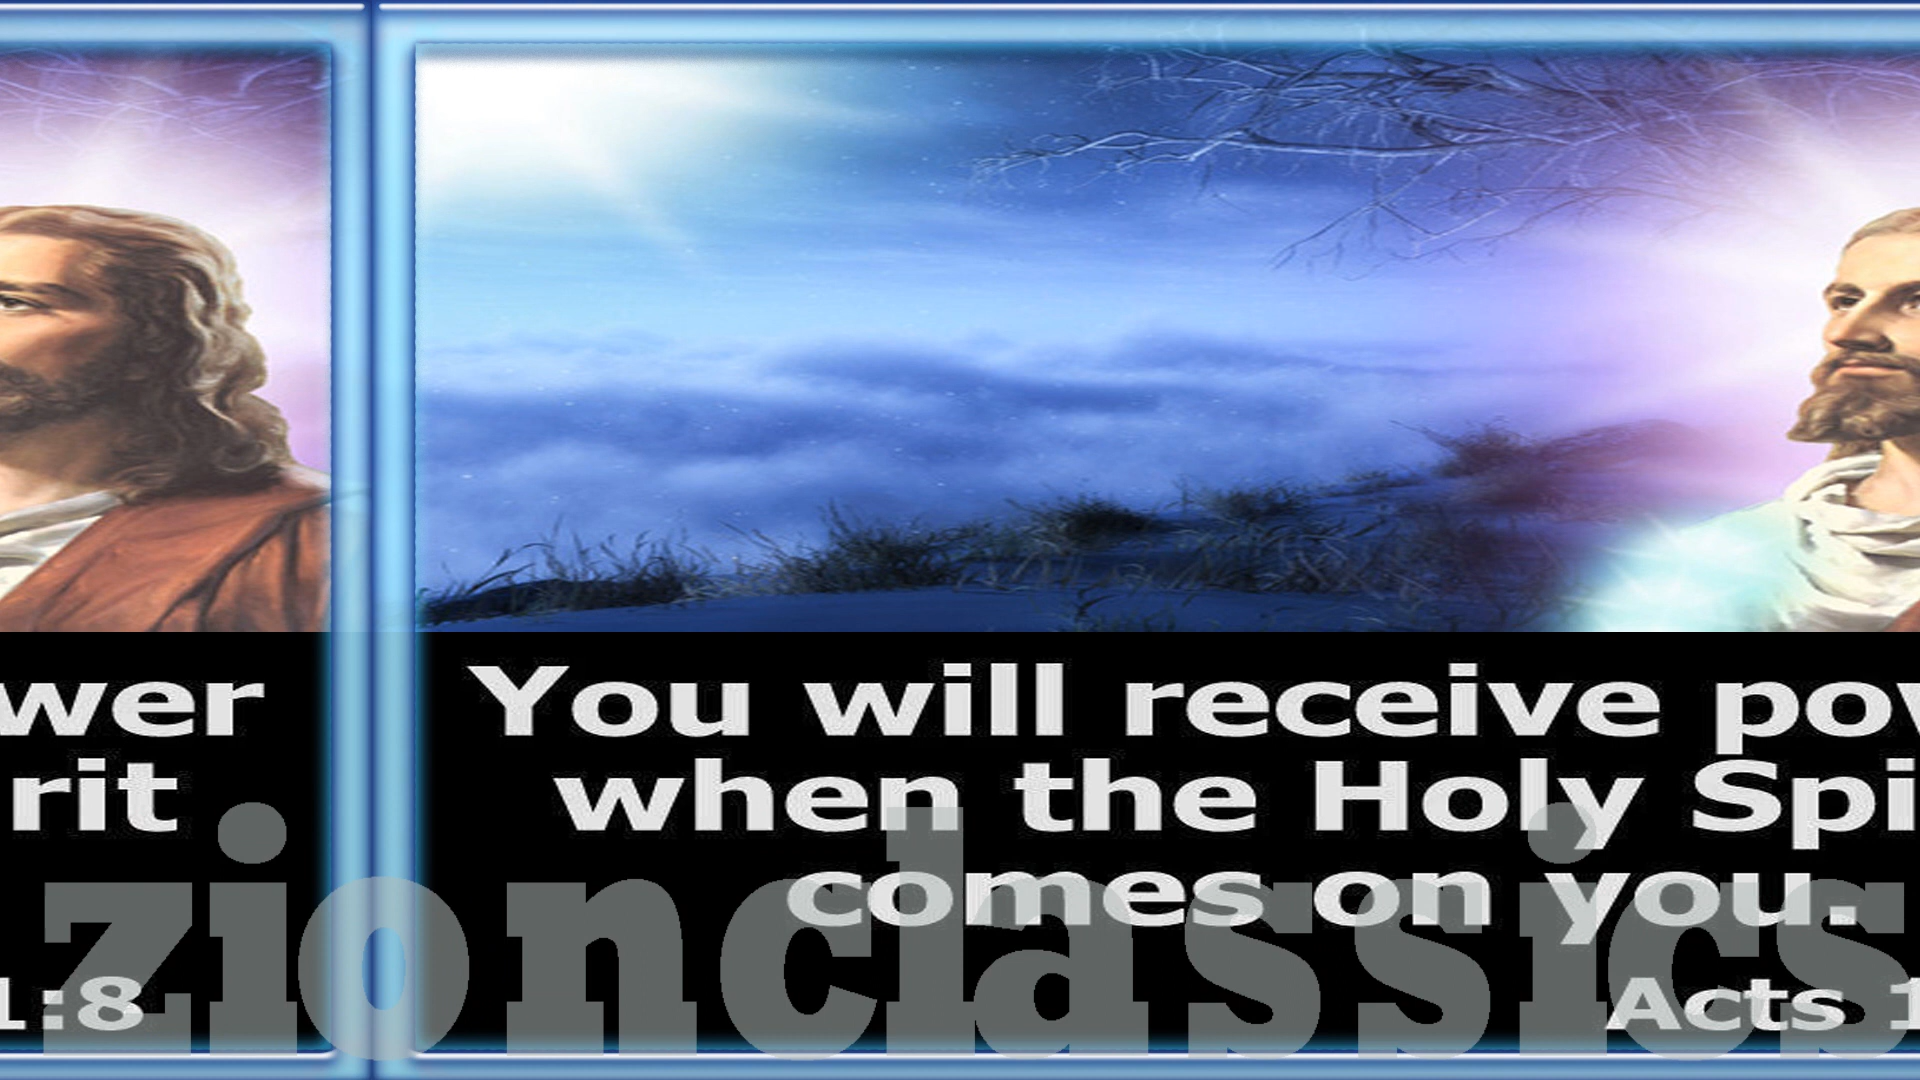 wer
rit
1:8
You will receive pow
when the Holy Spi
comes on you.
Acts 1
zionclassics